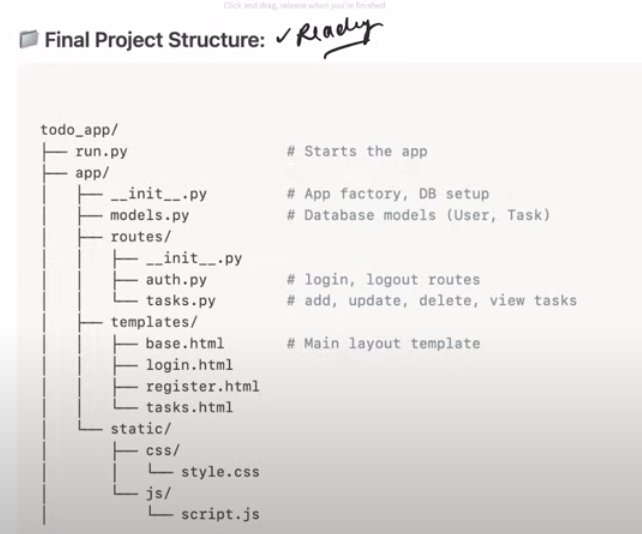 Click and drag, release when you're finished
Final Project Structure: ✓ Ready
todo_app/
├── run.py # Starts the app
├── app/
│ ├── __init__.py # App factory, DB setup
│ ├── models.py # Database models (User, Task)
│ ├── routes/
│ │ ├── __init__.py
│ │ ├── auth.py # login, logout routes
│ │ └── tasks.py # add, update, delete, view tasks
│ ├── templates/
│ │ ├── base.html # Main layout template
│ │ ├── login.html
│ │ ├── register.html
│ │ └── tasks.html
│ └── static/
│ ├── css/
│ │ └── style.css
│ └── js/
│ └── script.js